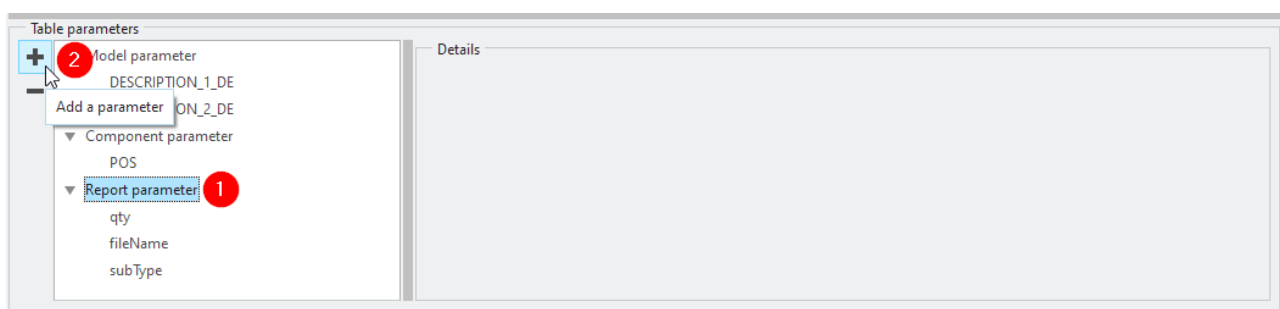 Table parameters
2
Model parameter
Details
DESCRIPTION_1_DE
Add a parameter
ON_2_DE
Component parameter
POS
Report parameter
1
qty
fileName
subType